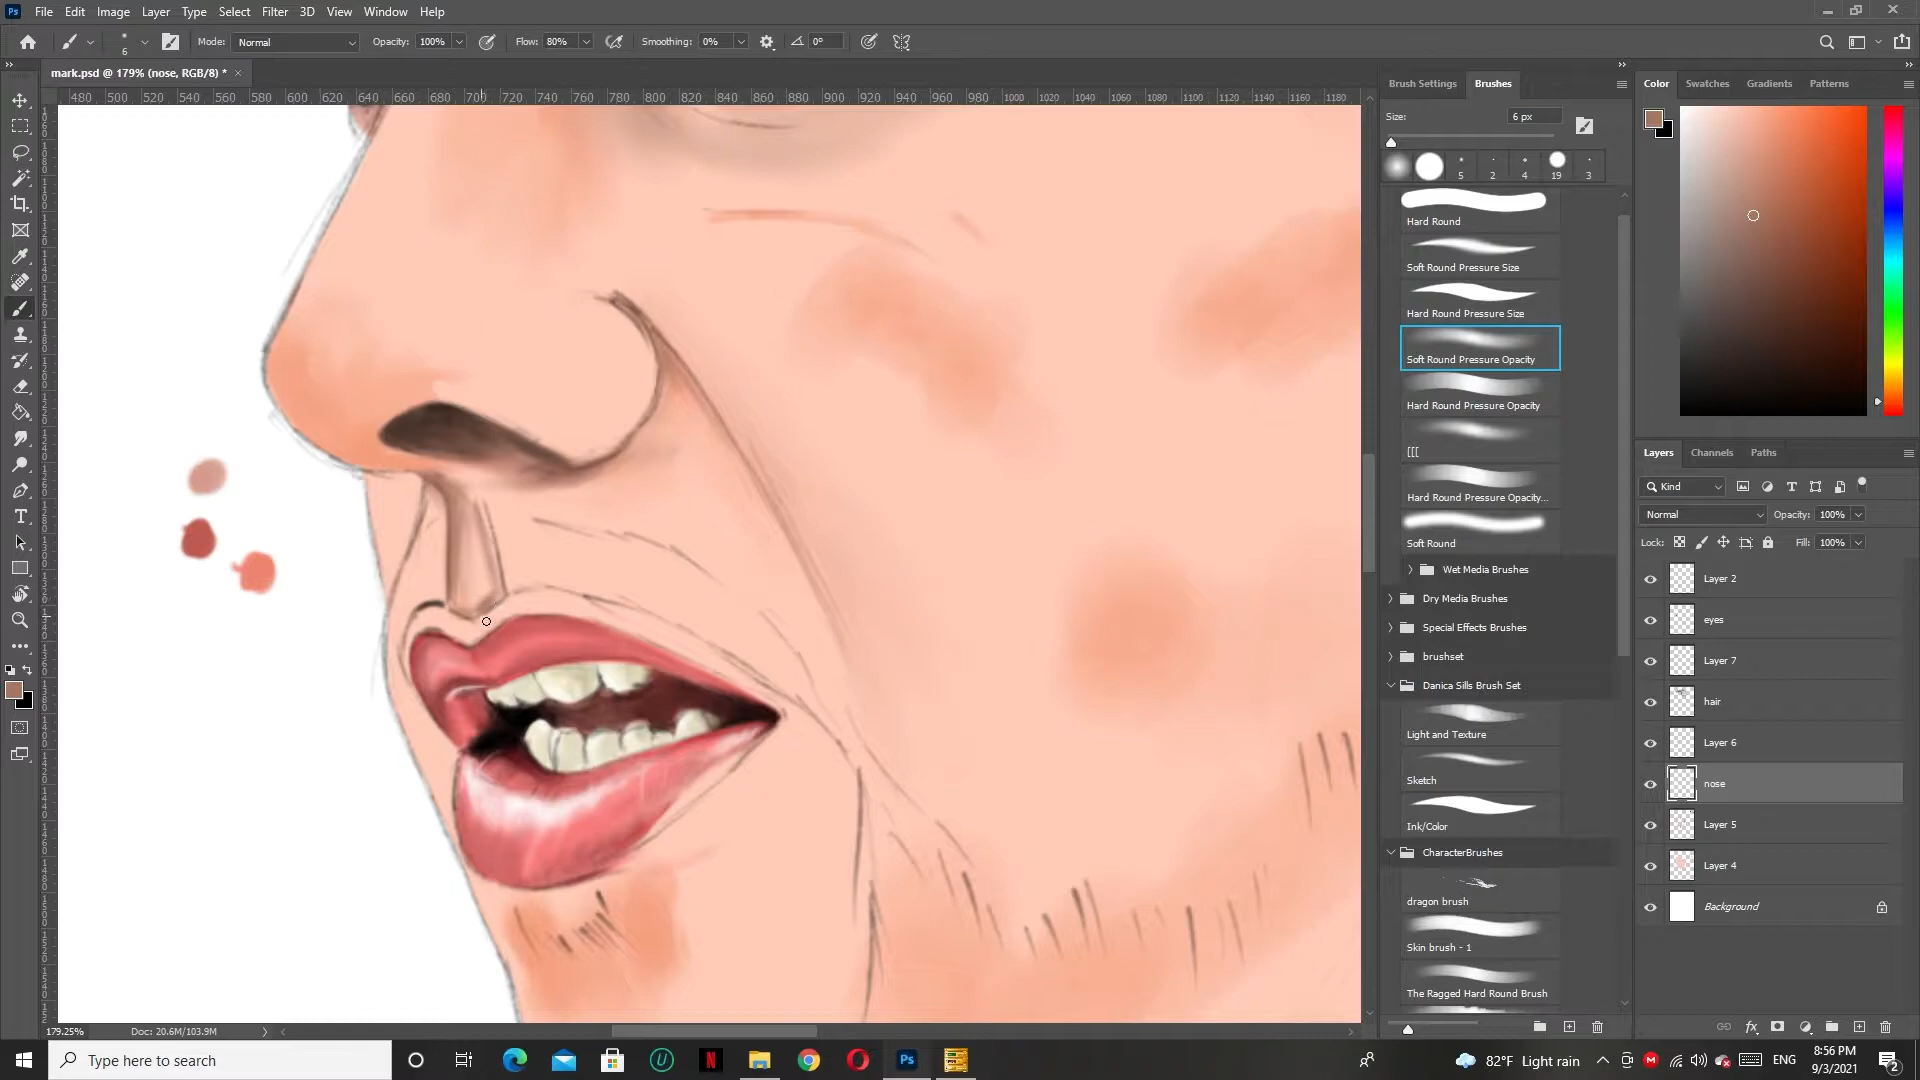 Ps File Edit Image Layer Type Select Filter 3D View Window Help
6 Mode: Normal Opacity: 100% Flow: 80% Smoothing: 0% 0°
mark.psd @ 179% (nose, RGB/8) * ×
480 500 520 540 560 580 600 620 640 660 680 700 720 740 760 780 800 820 840 860 880 900 920 940 960 980 1000 1020 1040 1060 1080 1100 1120 1140 1160 1180
Brush Settings Brushes
Size: 6 px
5 2 4 19 3
Hard Round
Soft Round Pressure Size
Hard Round Pressure Size
Soft Round Pressure Opacity
Hard Round Pressure Opacity
[[[
Hard Round Pressure Opacity...
Soft Round
Wet Media Brushes
Dry Media Brushes
Special Effects Brushes
brushset
Danica Sills Brush Set
Light and Texture
Sketch
Ink/Color
CharacterBrushes
dragon brush
Skin brush - 1
The Ragged Hard Round Brush
Color Swatches Gradients Patterns
Layers Channels Paths
Kind
Normal Opacity: 100%
Lock: Fill: 100%
Layer 2
eyes
Layer 7
hair
Layer 6
nose
Layer 5
Layer 4
Background
179.25% Doc: 20.6M/103.9M
Type here to search
82°F Light rain ENG 8:56 PM
9/3/2021
2